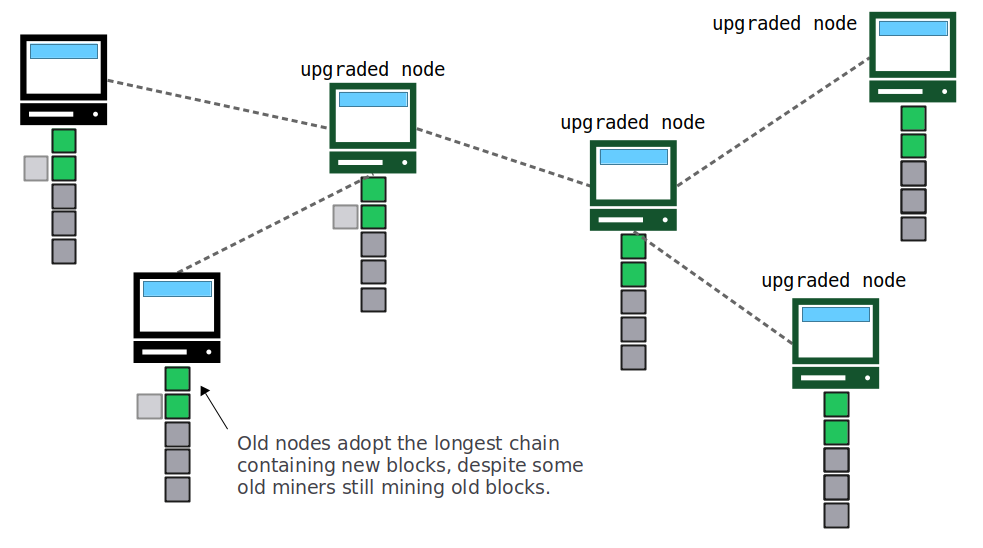 upgraded node
upgraded node
upgraded node
upgraded node
Old nodes adopt the longest chain
containing new blocks, despite some
old miners still mining old blocks.